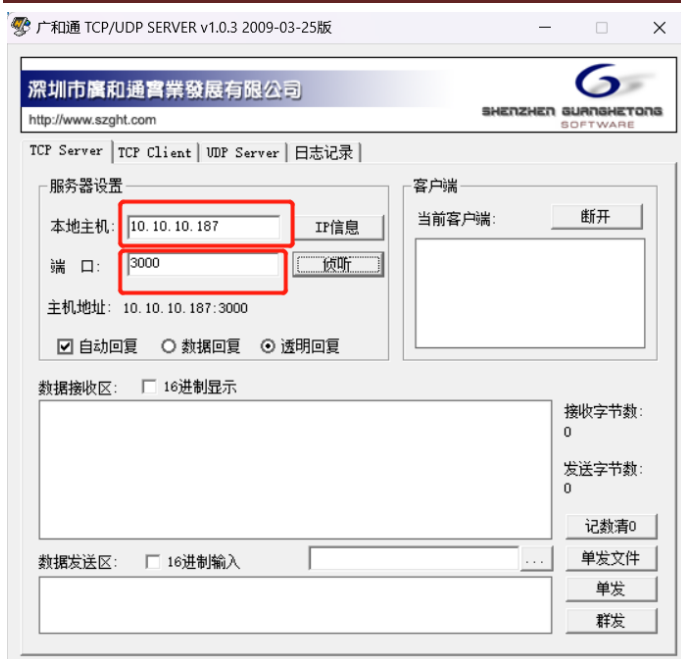 广和通 TCP/UDP SERVER v1.0.3 2009-03-25版
深圳市廣和通實業發展有限公司
http://www.szght.com
SHENZHEN GUANGHETONG
SOFTWARE
TCP Server TCP Client UDP Server 日志记录
服务器设置
本地主机: 10.10.10.187 IP信息
端 口: 3000 侦听
主机地址: 10.10.10.187:3000
自动回复 数据回复 透明回复
客户端
当前客户端: 断开
数据接收区: 16进制显示
接收字节数:
0
发送字节数:
0
记数清0
数据发送区: 16进制输入 ... 单发文件
单发
群发